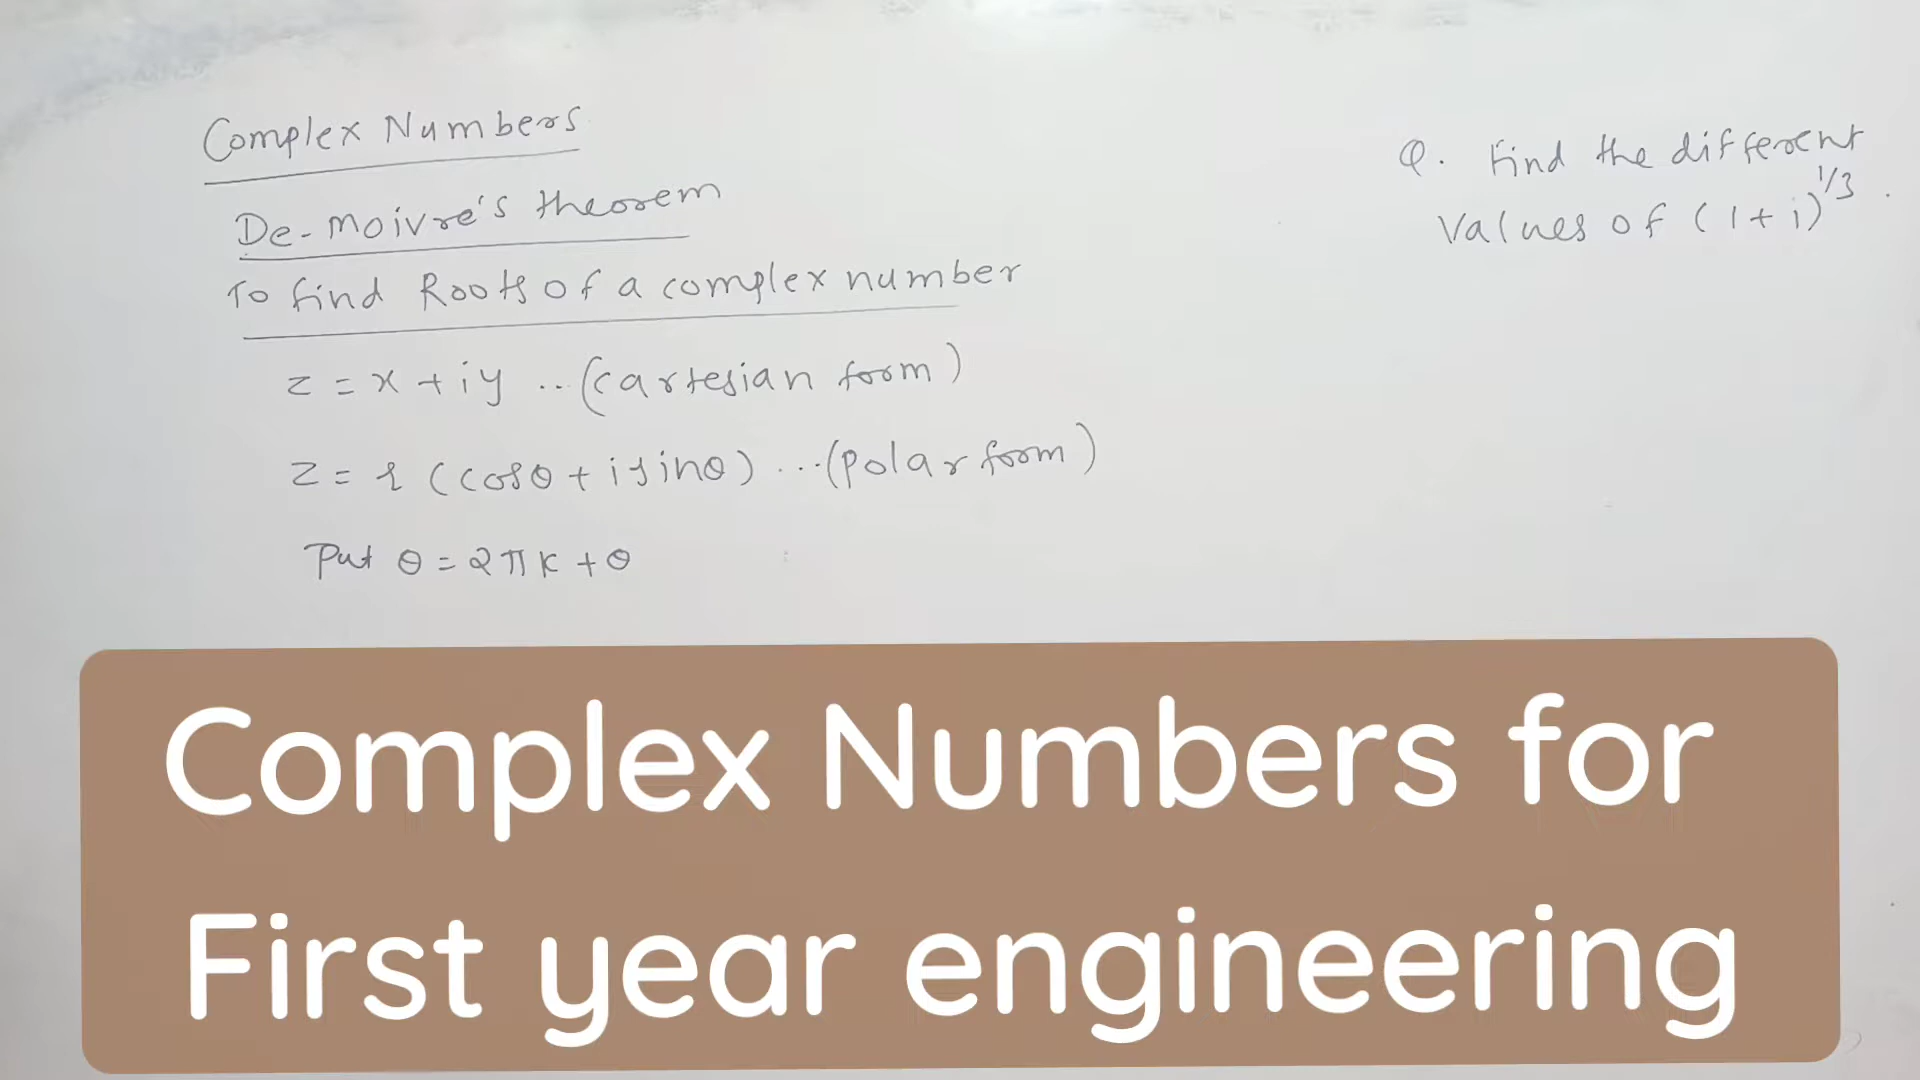 Complex Numbers
De-Moivre's theorem
To find Roots of a complex number
z = x + iy ..(cartesian form)
z = r (cosθ + i sinθ) ...(polar form)
Put θ = 2πk + θ
Q. Find the different
values of (1+i)^1/3.
Complex Numbers for
First year engineering